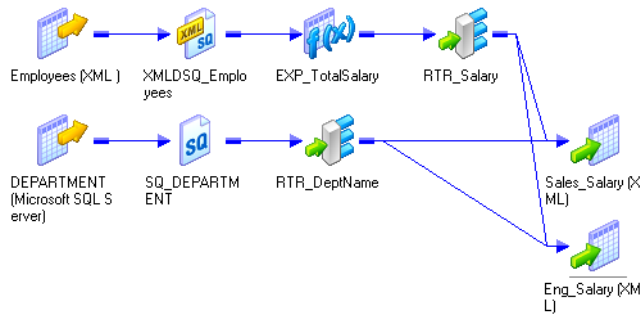 XML
SQ
f(x)
Employees (XML )
XMLDSQ_Emplo
yees
EXP_TotalSalary
RTR_Salary
SQ
DEPARTMENT
(Microsoft SQL S
erver)
SQ_DEPARTM
ENT
RTR_DeptName
Sales_Salary (X
ML)
Eng_Salary (XM
L)